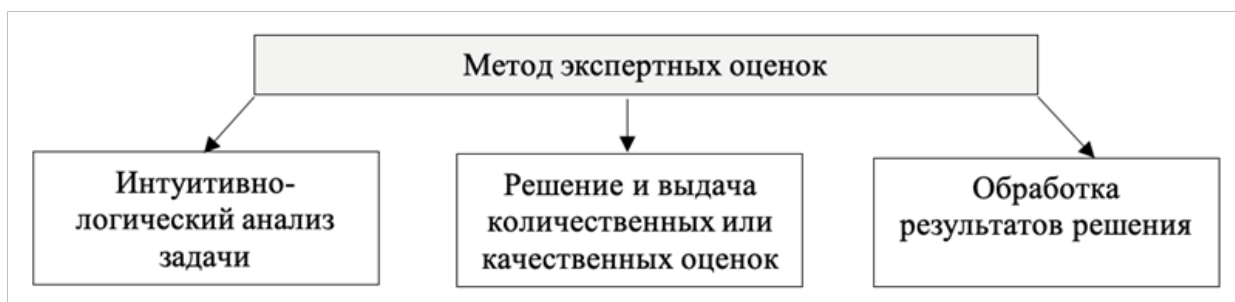 Метод экспертных оценок
Интуитивно-
логический анализ
задачи
Решение и выдача
количественных или
качественных оценок
Обработка
результатов решения